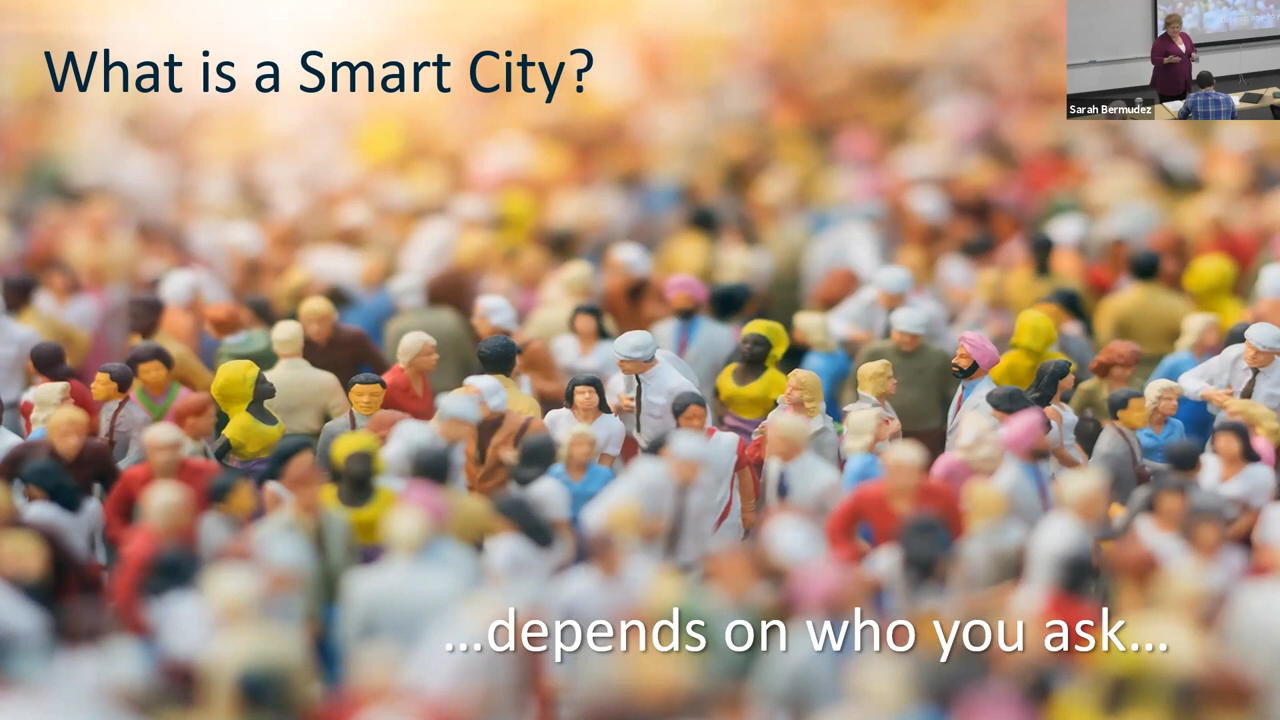 What is a Smart City?
Sarah Bermudez
...depends on who you ask...